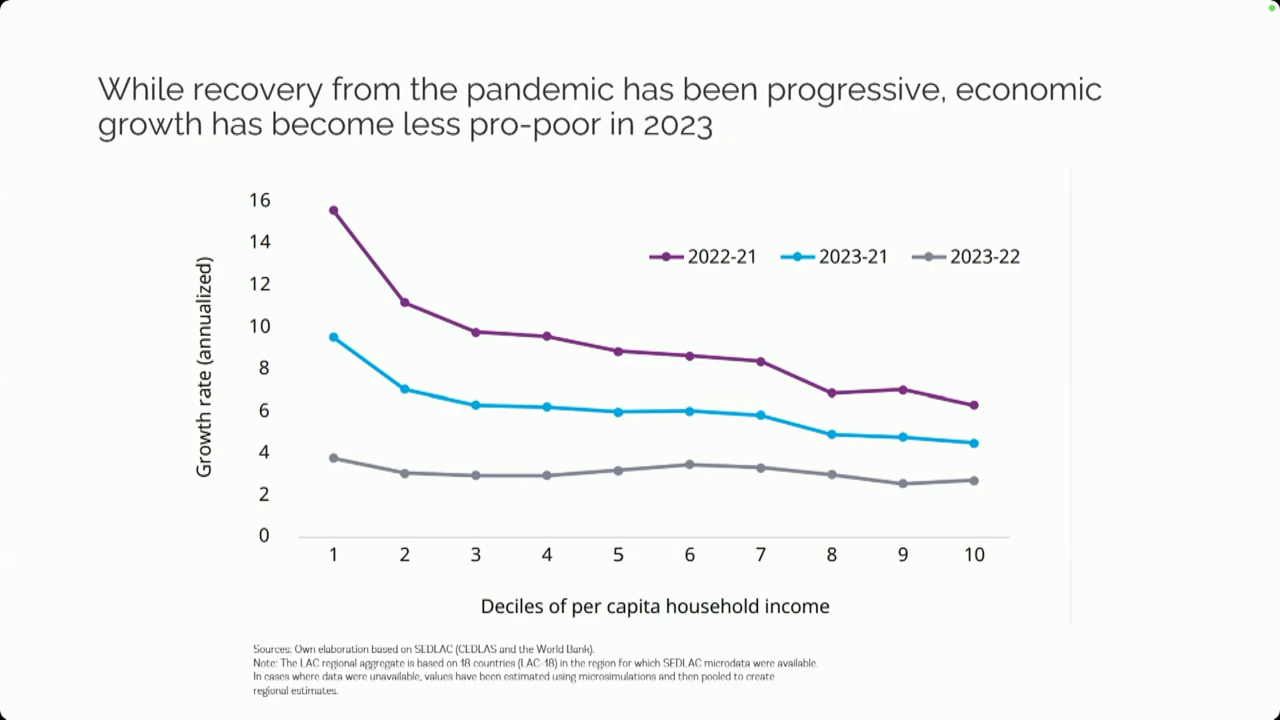 While recovery from the pandemic has been progressive, economic
growth has become less pro-poor in 2023
16
14
12
10
8
6
4
2
0
Growth rate (annualized)
2022-21 2023-21 2023-22
1 2 3 4 5 6 7 8 9 10
Deciles of per capita household income
Sources: Own elaboration based on SEDLAC (CEDLAS and the World Bank).
Note: The LAC regional aggregate is based on 18 countries (LAC-18) in the region for which SEDLAC microdata were available.
In cases where data were unavailable, values have been estimated using microsimulations and then pooled to create
regional estimates.